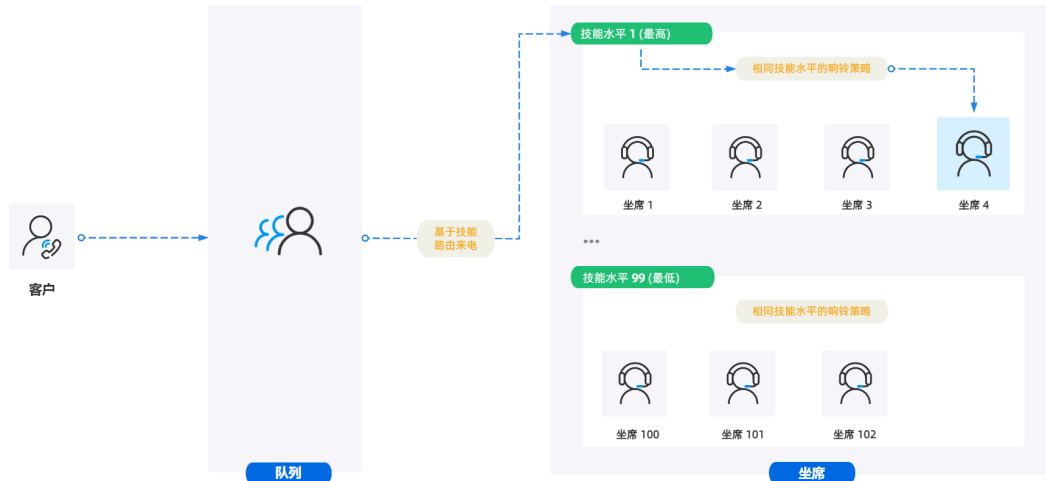 技能水平 1 (最高)
相同技能水平的响铃策略
坐席 1
坐席 2
坐席 3
坐席 4
客户
基于技能
路由来电
...
技能水平 99 (最低)
相同技能水平的响铃策略
坐席 100
坐席 101
坐席 102
队列
坐席